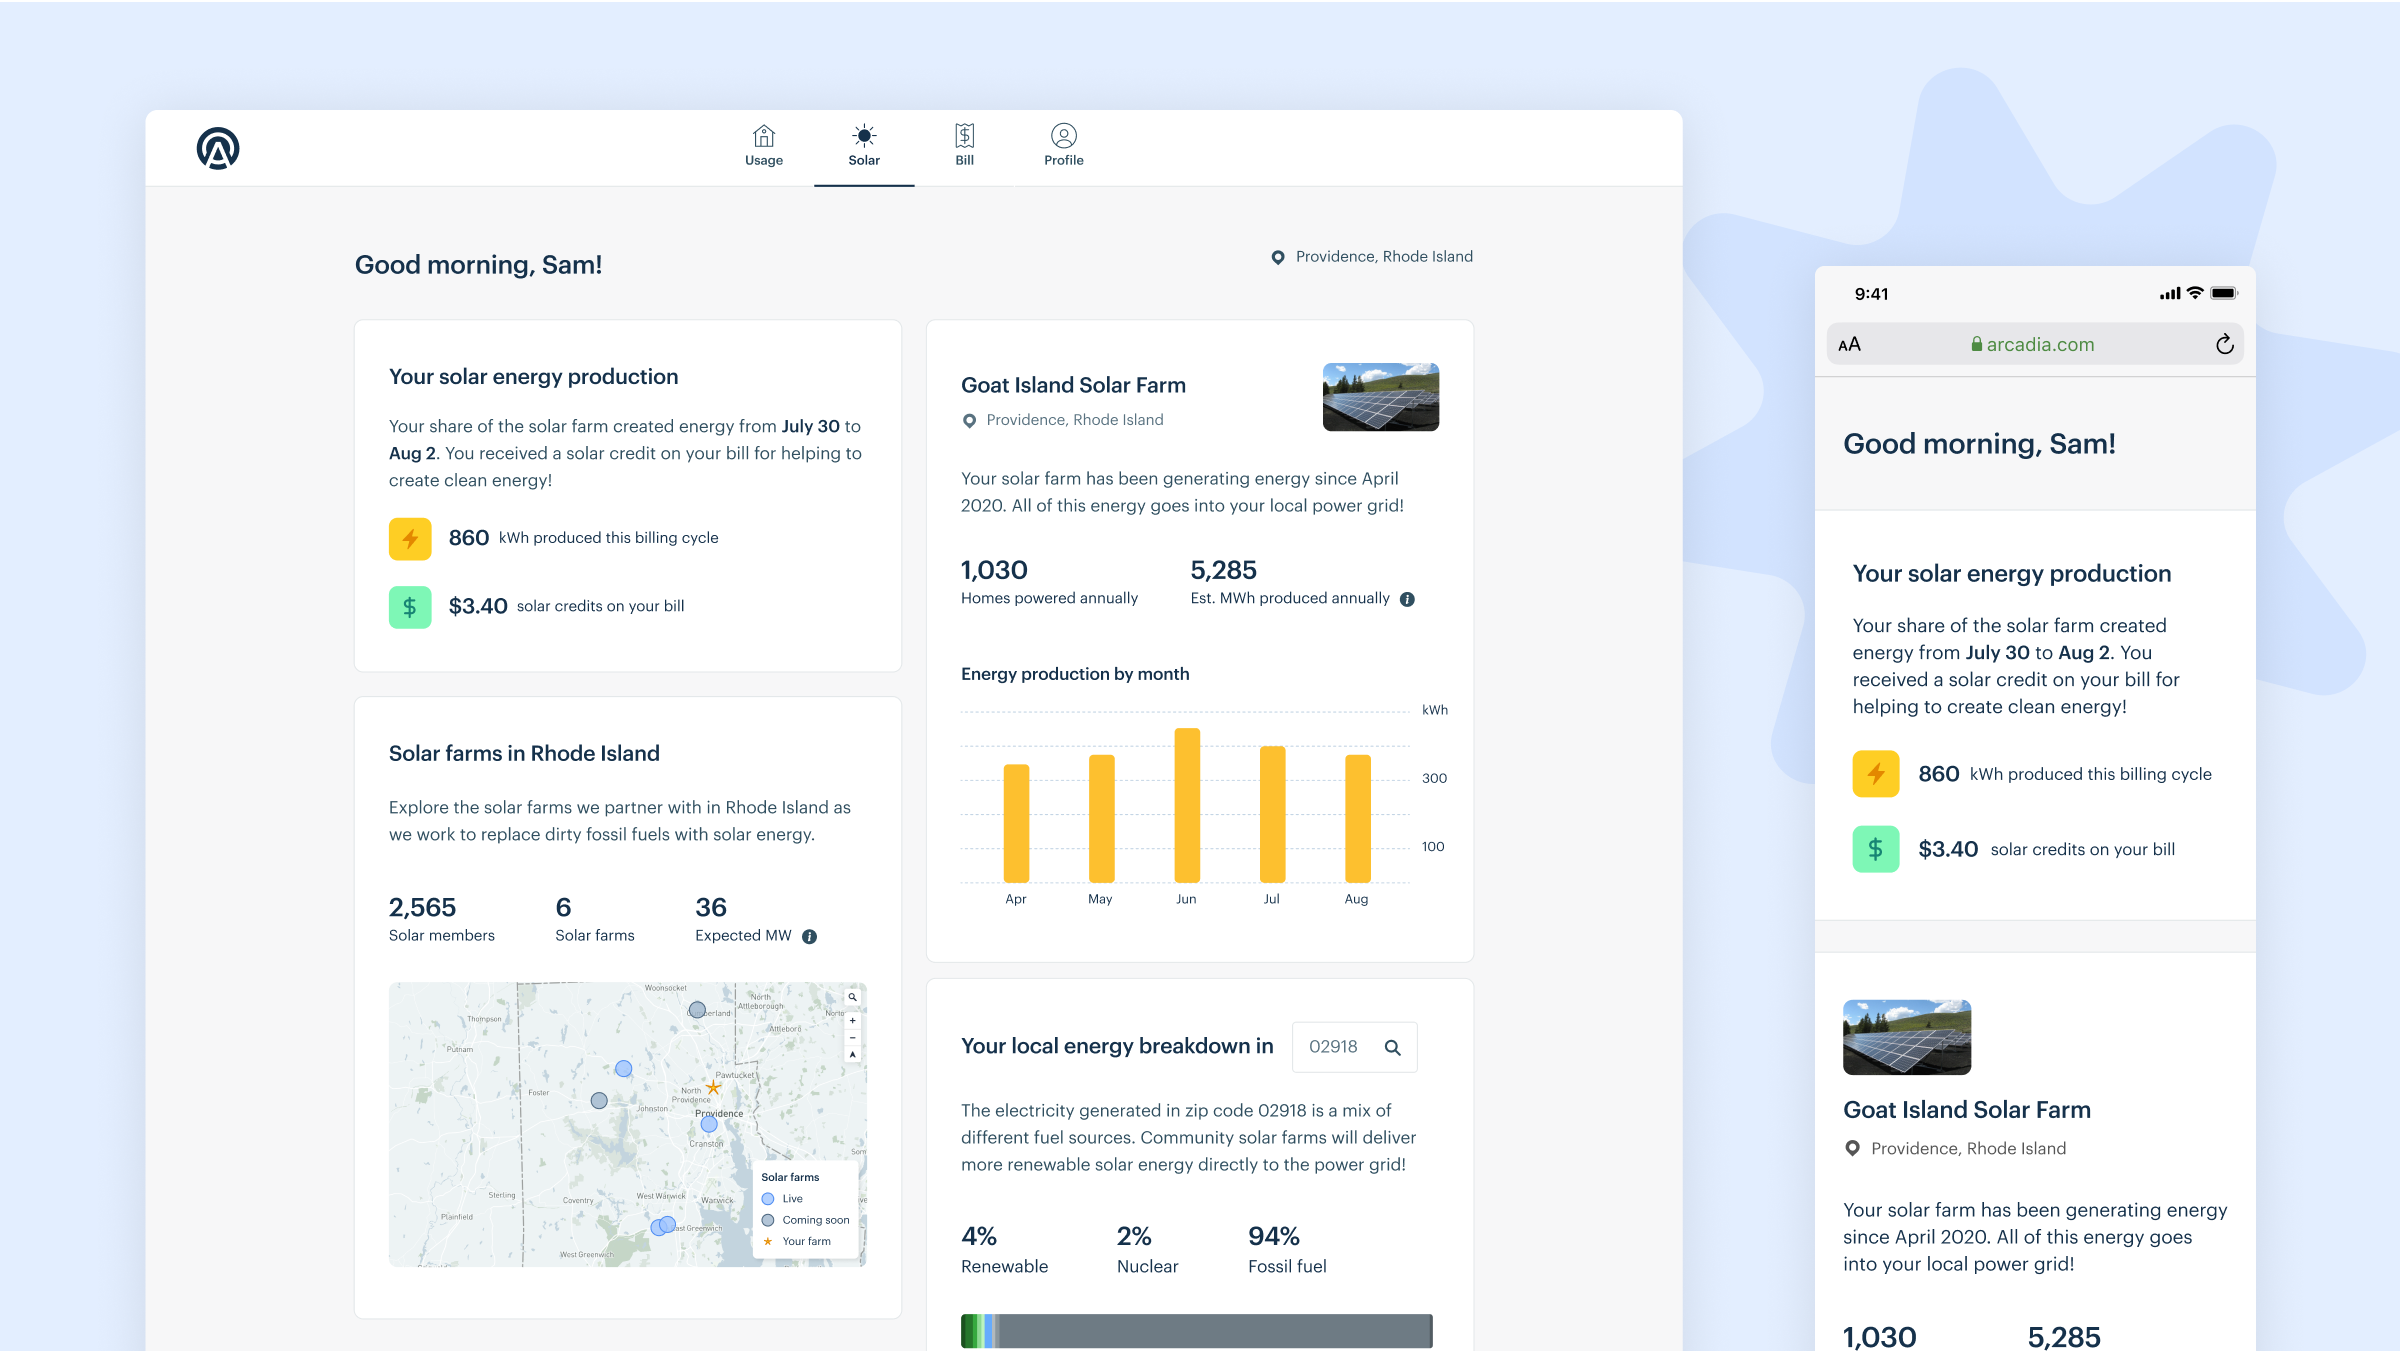 Usage
Solar
Bill
Profile
Good morning, Sam!
Providence, Rhode Island
Your solar energy production
Your share of the solar farm created energy from July 30 to
Aug 2. You received a solar credit on your bill for helping to
create clean energy!
860 kWh produced this billing cycle
$ $3.40 solar credits on your bill
Solar farms in Rhode Island
Explore the solar farms we partner with in Rhode Island as
we work to replace dirty fossil fuels with solar energy.
2,565 6 36
Solar members Solar farms Expected MW i
Woonsocket
North
Attleborough
Thompson
Attleboro
Putnam
Pawtucket
Foster
North
Providence
Johnston
Providence
Cranston
Sterling
Coventry
West Warwick
Warwick
Plainfield
West Greenwich
Solar farms
Live
Coming soon
Your farm
Goat Island Solar Farm
Providence, Rhode Island
Your solar farm has been generating energy since April
2020. All of this energy goes into your local power grid!
1,030 5,285
Homes powered annually Est. MWh produced annually i
Energy production by month
kWh
300
100
Apr May Jun Jul Aug
Your local energy breakdown in 02918
The electricity generated in zip code 02918 is a mix of
different fuel sources. Community solar farms will deliver
more renewable solar energy directly to the power grid!
4% 2% 94%
Renewable Nuclear Fossil fuel
9:41
AA arcadia.com
Good morning, Sam!
Your solar energy production
Your share of the solar farm created
energy from July 30 to Aug 2. You
received a solar credit on your bill for
helping to create clean energy!
860 kWh produced this billing cycle
$ $3.40 solar credits on your bill
Goat Island Solar Farm
Providence, Rhode Island
Your solar farm has been generating energy
since April 2020. All of this energy goes
into your local power grid!
1,030 5,285